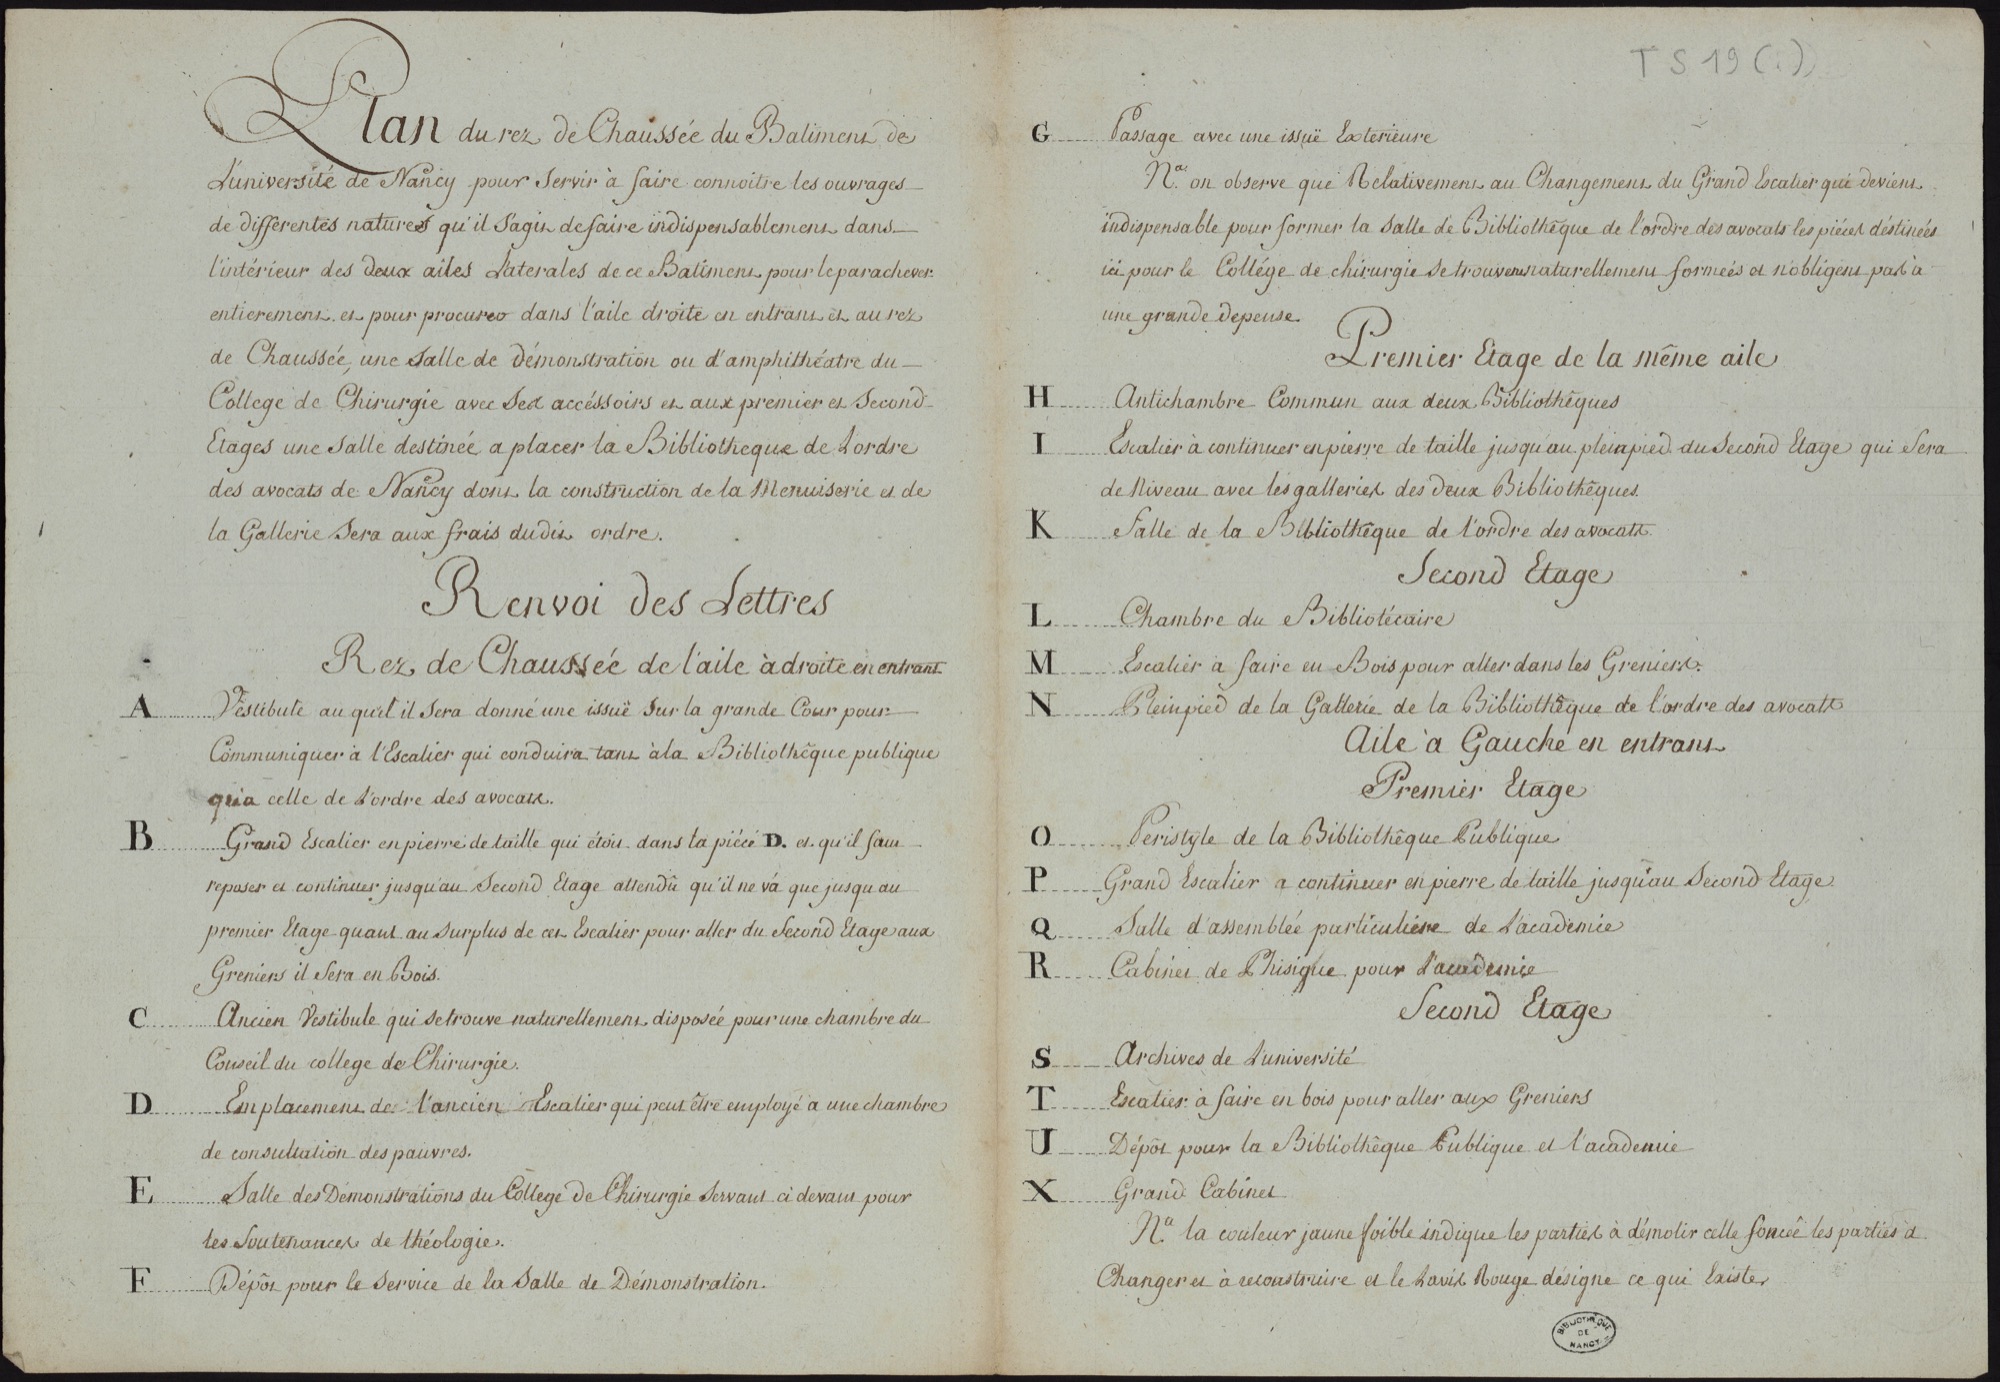 Plan du rez de Chaussée du Batiment de
L'université de Nancy pour servir à faire connoitre les ouvrages
de differentes natures qu'il s'agit de faire indispensablement dans
l'intérieur des deux ailes Laterales de ce Batiment pour le parachever
entierement et pour procurer dans l'aile droite en entrant et au rez
de Chaussée, une Salle de démonstration ou d'amphithéatre du
College de Chirurgie avec ses accéssoirs et aux premier et Second
Etages une Salle destinée a placer la Bibliotheque de L'ordre
des avocats de Nancy dont la construction de la Menuiserie et de
la Gallerie Sera aux frais dudit ordre.
Renvoi des Lettres
Rez de Chaussée de l'aile à droite en entrant
A Vestibule au quel il Sera donné une issuë Sur la grande Cour pour
Communiquer à l'Escalier qui conduira tant à la Bibliothêque publique
qu'a celle de L'ordre des avocats.
B Grand Escalier en pierre de taille qui étoit dans la piéce D. et qu'il faut
reposer et continuer jusqu'au Second Etage attendû qu'il ne vá que jusqu'au
premier Etage quant au Surplus de cet Escalier pour aller du Second Etage aux
Greniers il Sera en Bois.
C Ancien Vestibule qui se trouve naturellement disposée pour une chambre du
Conseil du college de Chirurgie.
D Emplacement de l'ancien Escalier qui peut être employé a une chambre
de consultation des pauvres.
E Salle des Démonstrations du College de Chirurgie Servant ci devant pour
les Soutenances de théologie.
F Dépôt pour le Service de la Salle de Démonstration.
TS 19 (1)
G Passage avec une issuë Exterieure
Na. on observe que Relativement au Changement du Grand Escalier qui devient
indispensable pour former la Salle de Bibliothêque de l'ordre des avocats les piéces déstinées
ici pour le Collége de chirurgie se trouvent naturellement formées et n'obligent pas à
une grande depense.
Premier Etage de la même aile
H Antichambre Commun aux deux Bibliothêques
I Escalier à continuer en pierre de taille jusqu'au pleinpied du Second Etage qui Sera
de Niveau avec les galleries des deux Bibliothêques.
K Salle de la Bibliothêque de l'ordre des avocats
Second Etage
L Chambre du Bibliotécaire
M Escalier a faire en Bois pour aller dans les Greniers.
N Pleinpied de la Gallerie de la Bibliothêque de l'ordre des avocats
Aile à Gauche en entrant
Premier Etage
O Peristyle de la Bibliothêque Publique
P Grand Escalier a continuer en pierre de taille jusqu'au Second Etage
Q Salle d'assemblée particuliere de L'academie
R Cabinet de Phisique pour L'academie
Second Etage
S Archives de L'université
T Escalier à faire en bois pour aller aux Greniers
U Dépôt pour la Bibliothêque Publique et l'academie
X Grand Cabinet
Na. la couleur jaune foible indique les parties à démolir celle foncée les parties a
Changer et à reconstruire et le Lavis Rouge désigne ce qui Existe
BIBLIOTHÈQUE
DE
NANCY